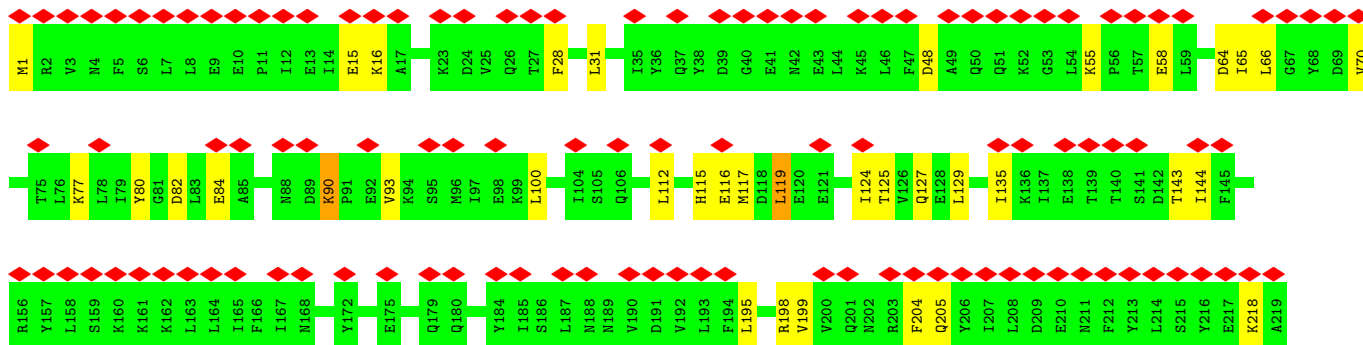 M1 R2 V3 N4 F5 S6 L7 L8 E9 E10 P11 I12 E13 I14 E15 K16 A17 K23 D24 V25 Q26 T27 F28 L31 I35 Y36 Q37 Y38 D39 G40 E41 N42 E43 L44 K45 L46 F47 D48 A49 Q50 Q51 K52 G53 L54 K55 P56 T57 E58 L59 D64 I65 L66 G67 Y68 D69 V70
T75 L76 K77 L78 I79 Y80 G81 D82 L83 E84 A85 N88 D89 K90 P91 E92 V93 K94 S95 M96 I97 E98 K99 L100 I104 S105 Q106 L112 H115 E116 M117 D118 L119 E120 E121 I124 T125 V126 Q127 E128 L129 I135 K136 I137 E138 T139 T140 S141 D142 T143 I144 F145
R156 Y157 L158 S159 K160 K161 K162 L163 L164 I165 F166 I167 N168 Y172 E175 Q179 Q180 Y184 I185 S186 L187 N188 N189 V190 D191 V192 L193 F194 L195 R198 V199 V200 Q201 N202 R203 F204 Q205 Y206 I207 L208 D209 E210 N211 F212 Y213 L214 S215 Y216 E217 K218 A219